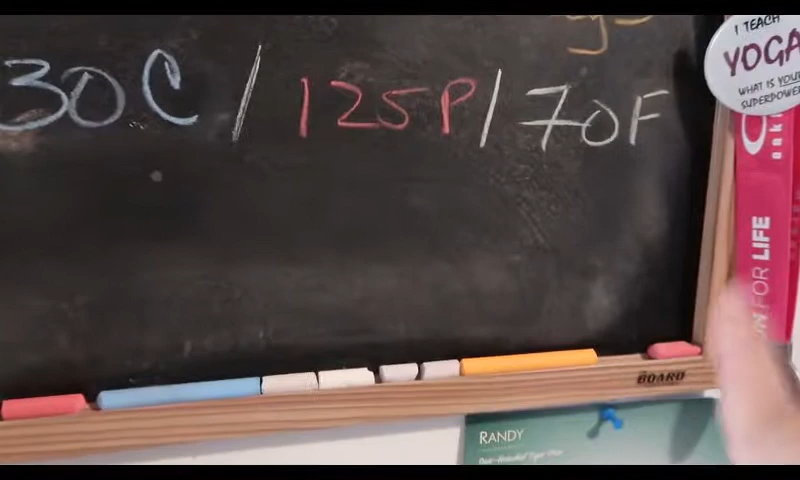 30C / 125P / 70F
I TEACH
YOGA
WHAT IS YOUR
SUPERPOWER
FOR LIFE
BOARD
RANDY